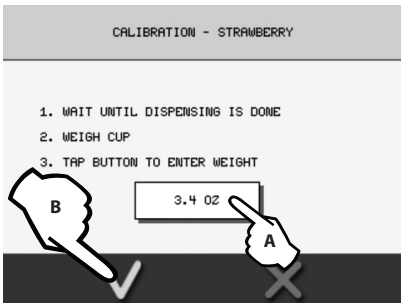 CALIBRATION - STRAWBERRY
1. WAIT UNTIL DISPENSING IS DONE
2. WEIGH CUP
3. TAP BUTTON TO ENTER WEIGHT
3.4 OZ
B
A